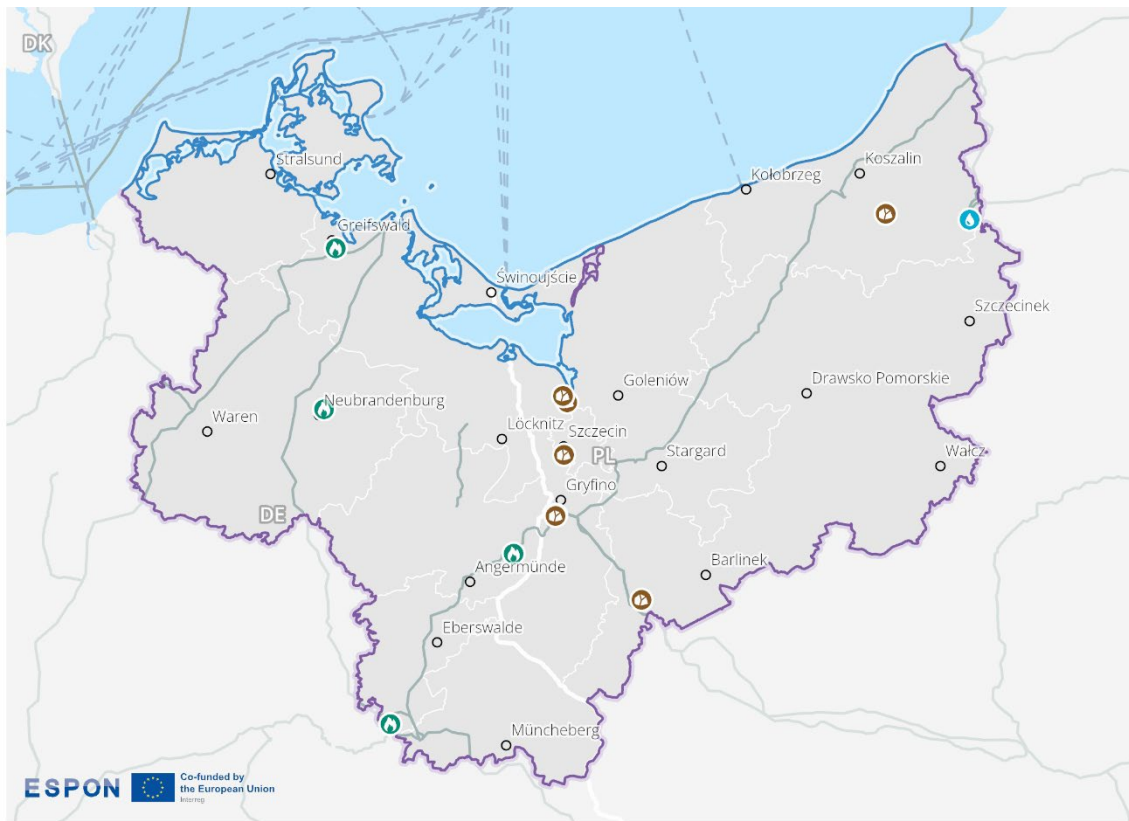 DK
Stralsund
Koszalin
Kołobrzeg
Greifswald
Świnoujście
Szczecinek
Goleniów
Drawsko Pomorskie
Neubrandenburg
Waren
Löcknitz
Szczecin
PL
Stargard
Wałcz
Gryfino
DE
Angermünde
Barlinek
Eberswalde
Müncheberg
ESPON
Co-funded by
the European Union
Interreg